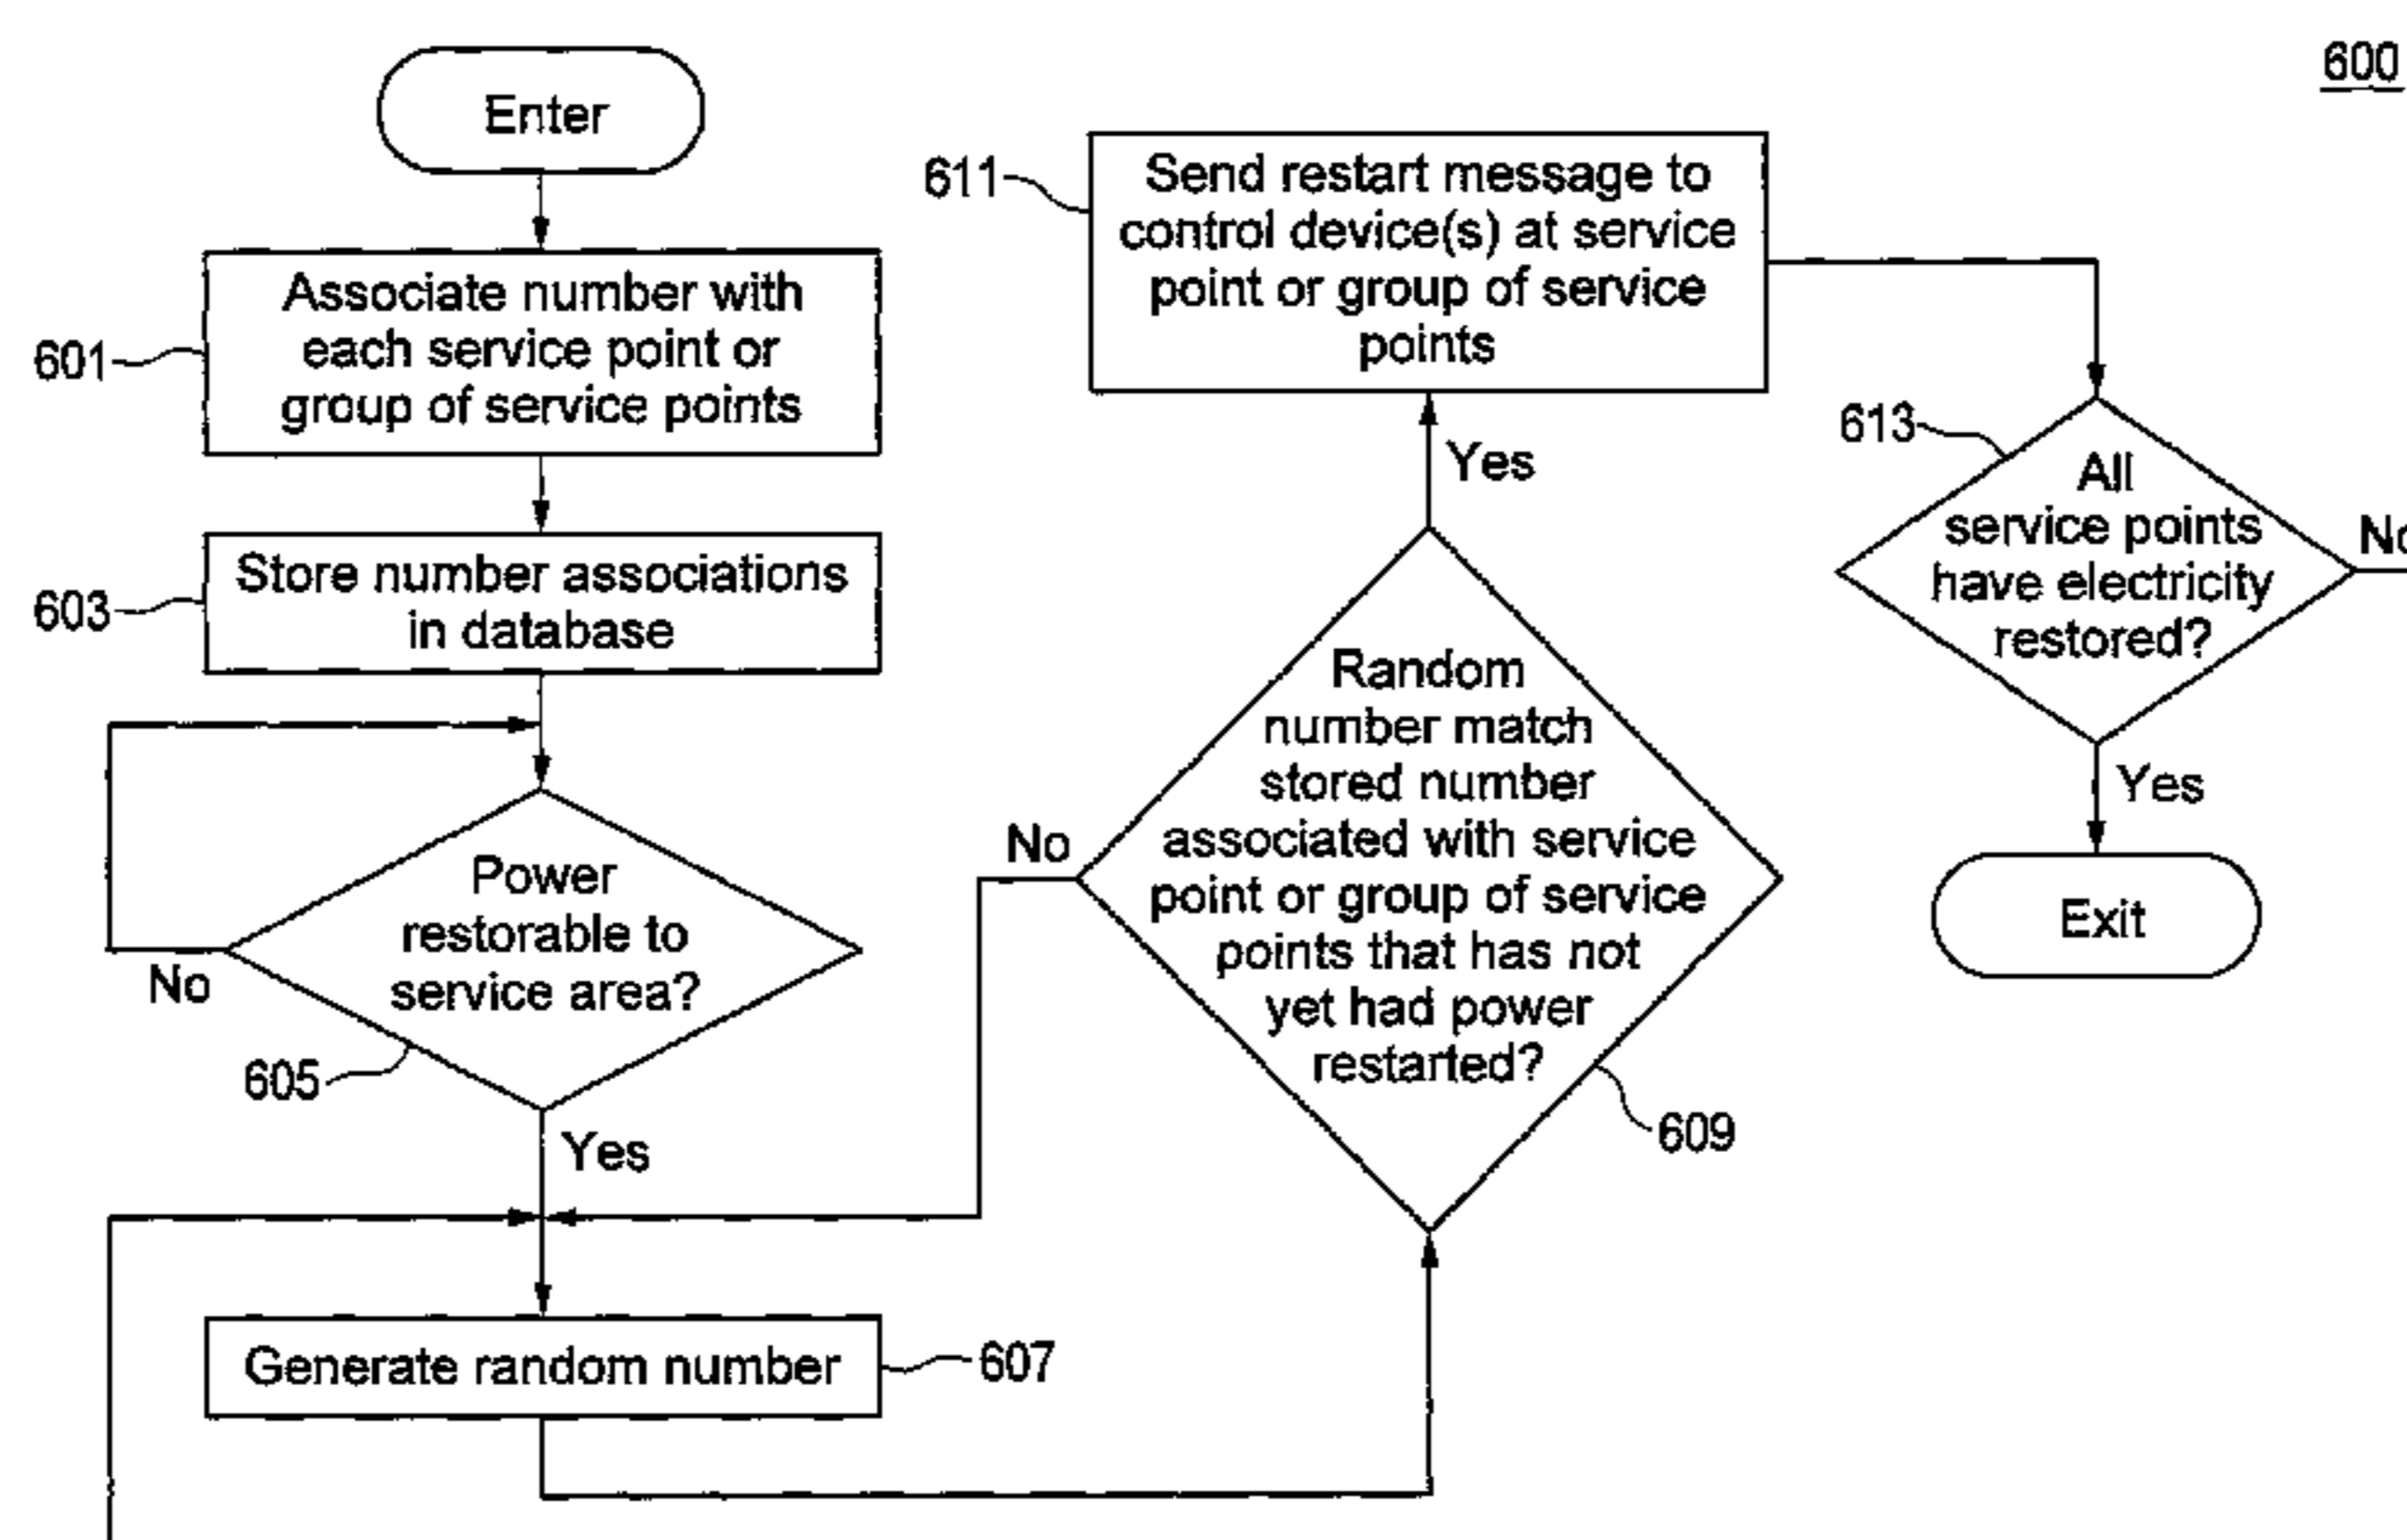 600
Enter
601
Associate number with
each service point or
group of service points
603
Store number associations
in database
Power
restorable to
service area?
No
605
Yes
Generate random number
607
Random
number match
stored number
associated with service
point or group of service
points that has not
yet had power
restarted?
No
609
Yes
611
Send restart message to
control device(s) at service
point or group of service
points
613
All
service points
have electricity
restored?
No
Yes
Exit